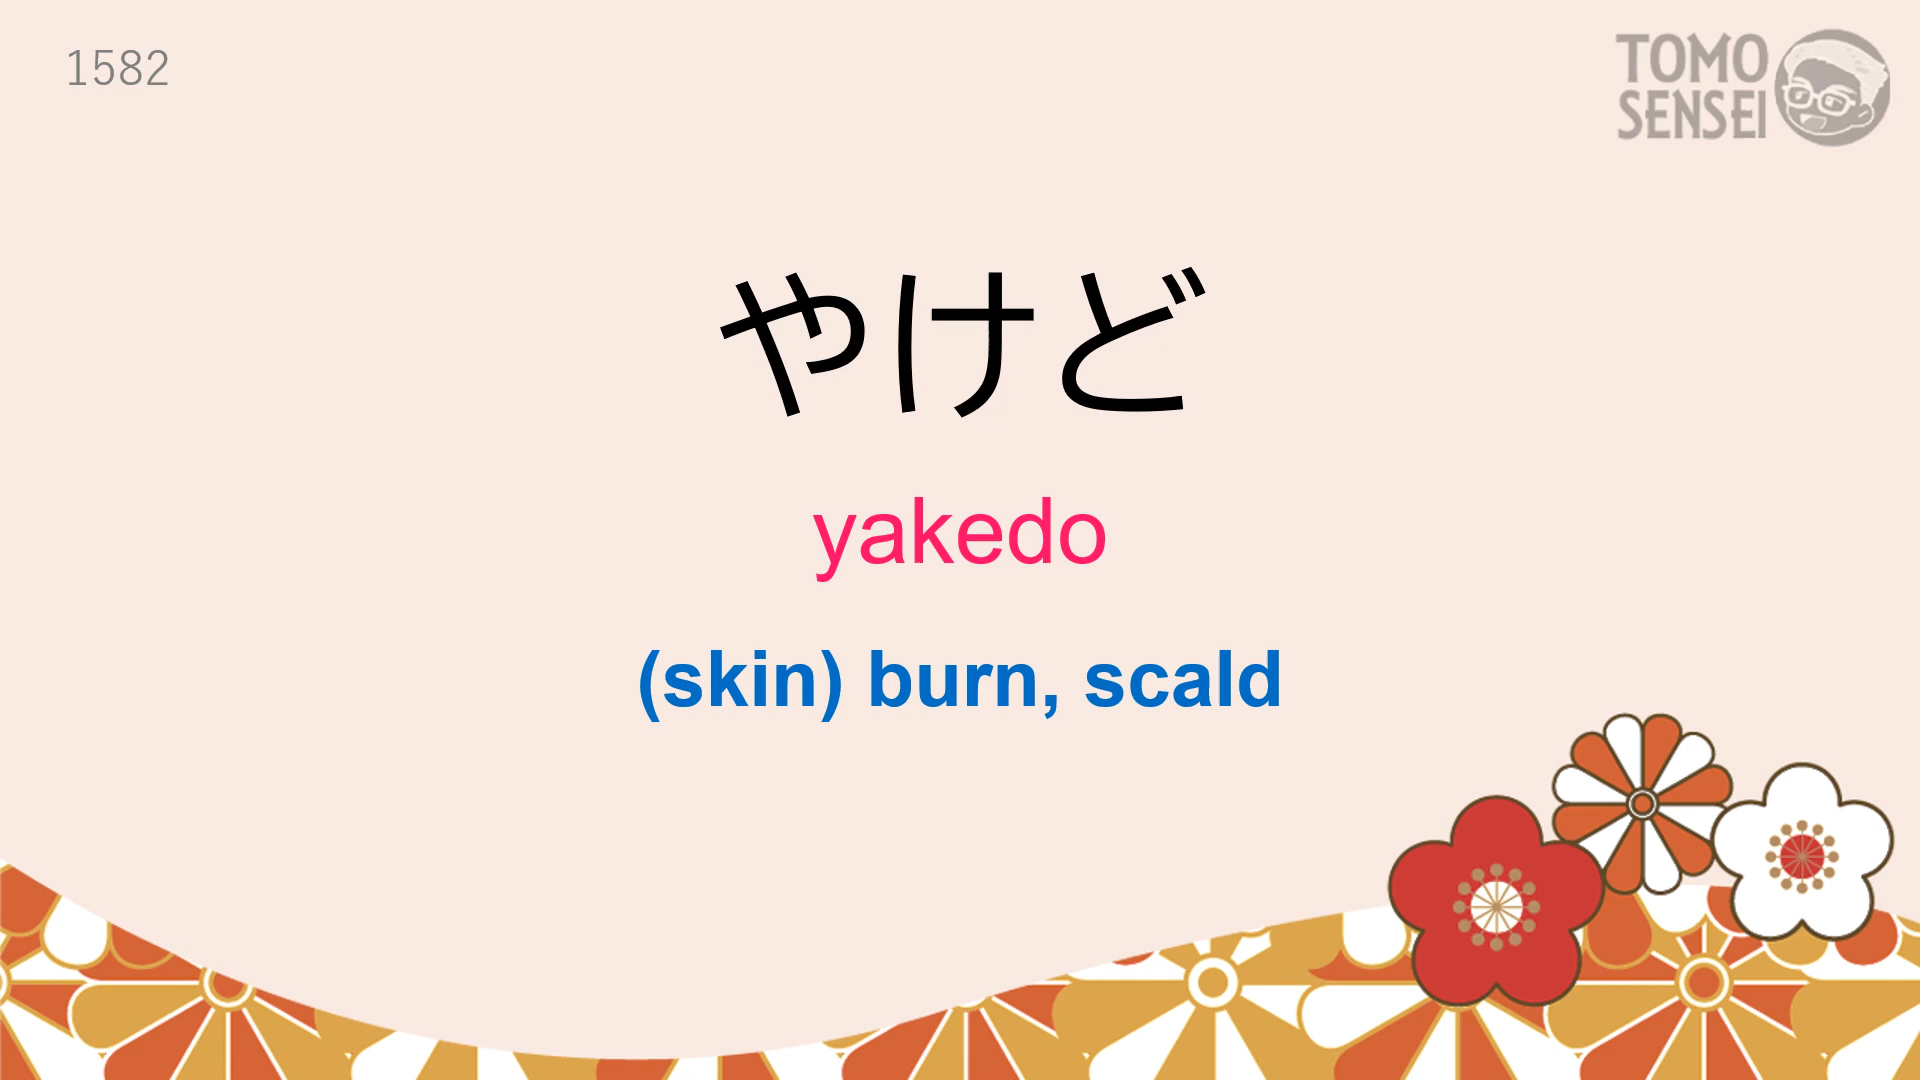 1582
TOMO
SENSEI
やけど
yakedo
(skin) burn, scald